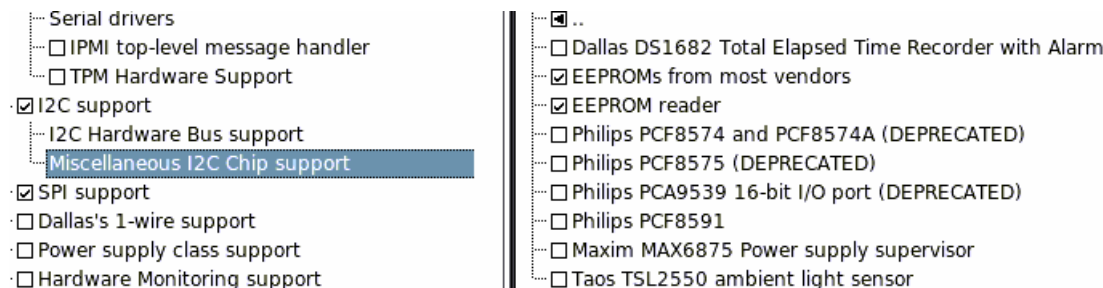 Serial drivers
IPMI top-level message handler
TPM Hardware Support
I2C support
I2C Hardware Bus support
Miscellaneous I2C Chip support
SPI support
Dallas's 1-wire support
Power supply class support
Hardware Monitoring support
..
Dallas DS1682 Total Elapsed Time Recorder with Alarm
EEPROMs from most vendors
EEPROM reader
Philips PCF8574 and PCF8574A (DEPRECATED)
Philips PCF8575 (DEPRECATED)
Philips PCA9539 16-bit I/O port (DEPRECATED)
Philips PCF8591
Maxim MAX6875 Power supply supervisor
Taos TSL2550 ambient light sensor